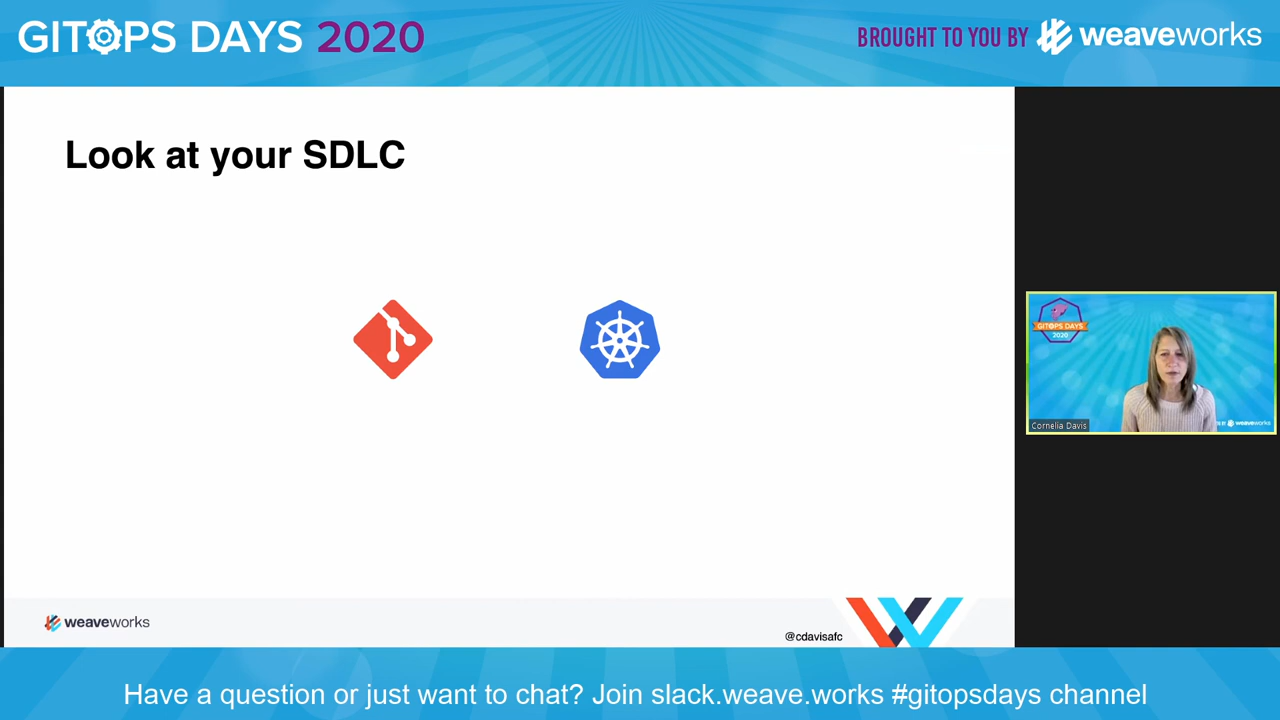 GITOPS DAYS 2020
BROUGHT TO YOU BY weaveworks
Look at your SDLC
GITOPS DAYS
2020
Cornelia Davis
weaveworks
weaveworks
@cdavisafc
Have a question or just want to chat? Join slack.weave.works #gitopsdays channel